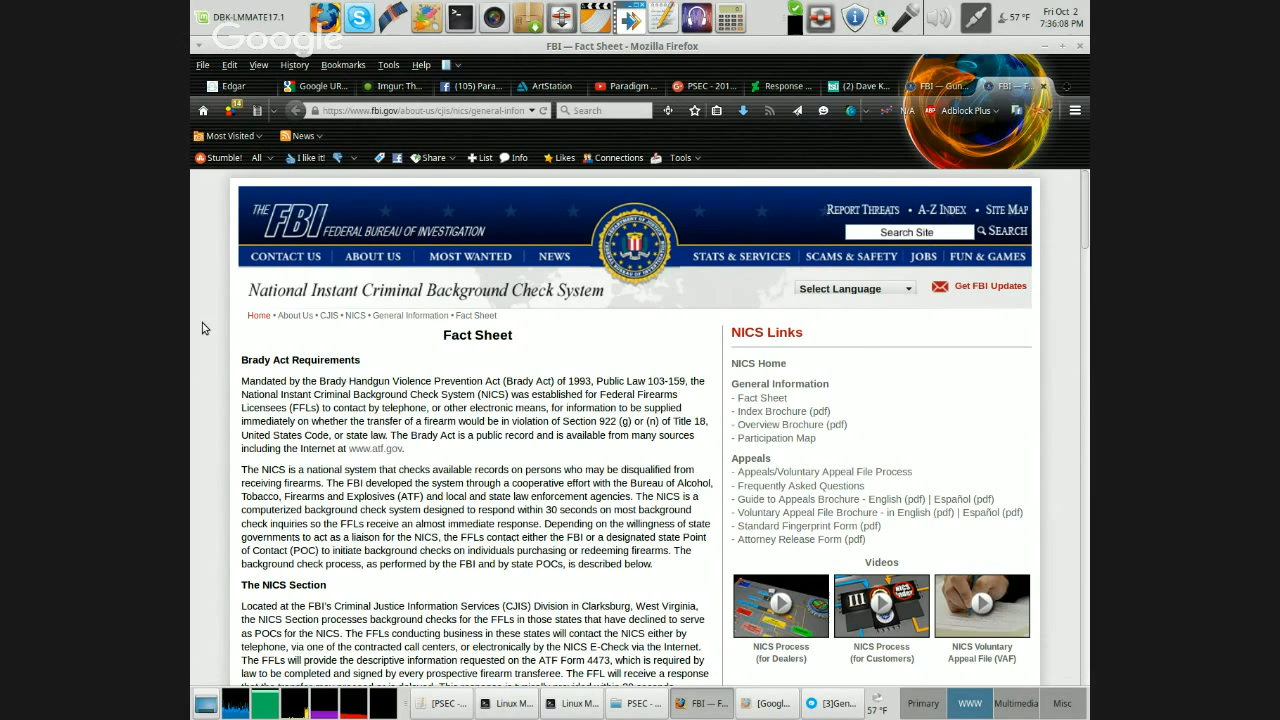 DBK-LMMATE17.1
57 °F
Fri Oct 2
7:36:08 PM
Google
FBI — Fact Sheet - Mozilla Firefox
File Edit View History Bookmarks Tools Help
Edgar
Google UR...
Imgur: Th...
(105) Para...
ArtStation
Paradigm ...
PSEC - 201...
Response ...
(2) Dave K...
FBI — Gun...
FBI — F...
14
https://www.fbi.gov/about-us/cjis/nics/general-infor
Search
N/A
ABP Adblock Plus
Most Visited
News
Stumble! All I like it! Share List Info Likes Connections Tools
THE FBI FEDERAL BUREAU OF INVESTIGATION
REPORT THREATS • A-Z INDEX • SITE MAP
Search Site SEARCH
CONTACT US ABOUT US MOST WANTED NEWS STATS & SERVICES SCAMS & SAFETY JOBS FUN & GAMES
National Instant Criminal Background Check System
Select Language
Get FBI Updates
Home • About Us • CJIS • NICS • General Information • Fact Sheet
Fact Sheet
Brady Act Requirements
Mandated by the Brady Handgun Violence Prevention Act (Brady Act) of 1993, Public Law 103-159, the
National Instant Criminal Background Check System (NICS) was established for Federal Firearms
Licensees (FFLs) to contact by telephone, or other electronic means, for information to be supplied
immediately on whether the transfer of a firearm would be in violation of Section 922 (g) or (n) of Title 18,
United States Code, or state law. The Brady Act is a public record and is available from many sources
including the Internet at www.atf.gov.
The NICS is a national system that checks available records on persons who may be disqualified from
receiving firearms. The FBI developed the system through a cooperative effort with the Bureau of Alcohol,
Tobacco, Firearms and Explosives (ATF) and local and state law enforcement agencies. The NICS is a
computerized background check system designed to respond within 30 seconds on most background
check inquiries so the FFLs receive an almost immediate response. Depending on the willingness of state
governments to act as a liaison for the NICS, the FFLs contact either the FBI or a designated state Point
of Contact (POC) to initiate background checks on individuals purchasing or redeeming firearms. The
background check process, as performed by the FBI and by state POCs, is described below.
The NICS Section
Located at the FBI's Criminal Justice Information Services (CJIS) Division in Clarksburg, West Virginia,
the NICS Section processes background checks for the FFLs in those states that have declined to serve
as POCs for the NICS. The FFLs conducting business in these states will contact the NICS either by
telephone, via one of the contracted call centers, or electronically by the NICS E-Check via the Internet.
The FFLs will provide the descriptive information requested on the ATF Form 4473, which is required by
law to be completed and signed by every prospective firearm transferee. The FFL will receive a response
NICS Links
NICS Home
General Information
- Fact Sheet
- Index Brochure (pdf)
- Overview Brochure (pdf)
- Participation Map
Appeals
- Appeals/Voluntary Appeal File Process
- Frequently Asked Questions
- Guide to Appeals Brochure - English (pdf) | Español (pdf)
- Voluntary Appeal File Brochure - in English (pdf) | Español (pdf)
- Standard Fingerprint Form (pdf)
- Attorney Release Form (pdf)
Videos
III
NICS Process
(for Dealers)
NICS Process
(for Customers)
NICS Voluntary
Appeal File (VAF)
[PSEC -...
Linux M...
Linux M...
PSEC - ...
FBI — F...
[Googl...
[3]Gen...
57 °F
Primary WWW Multimedia Misc